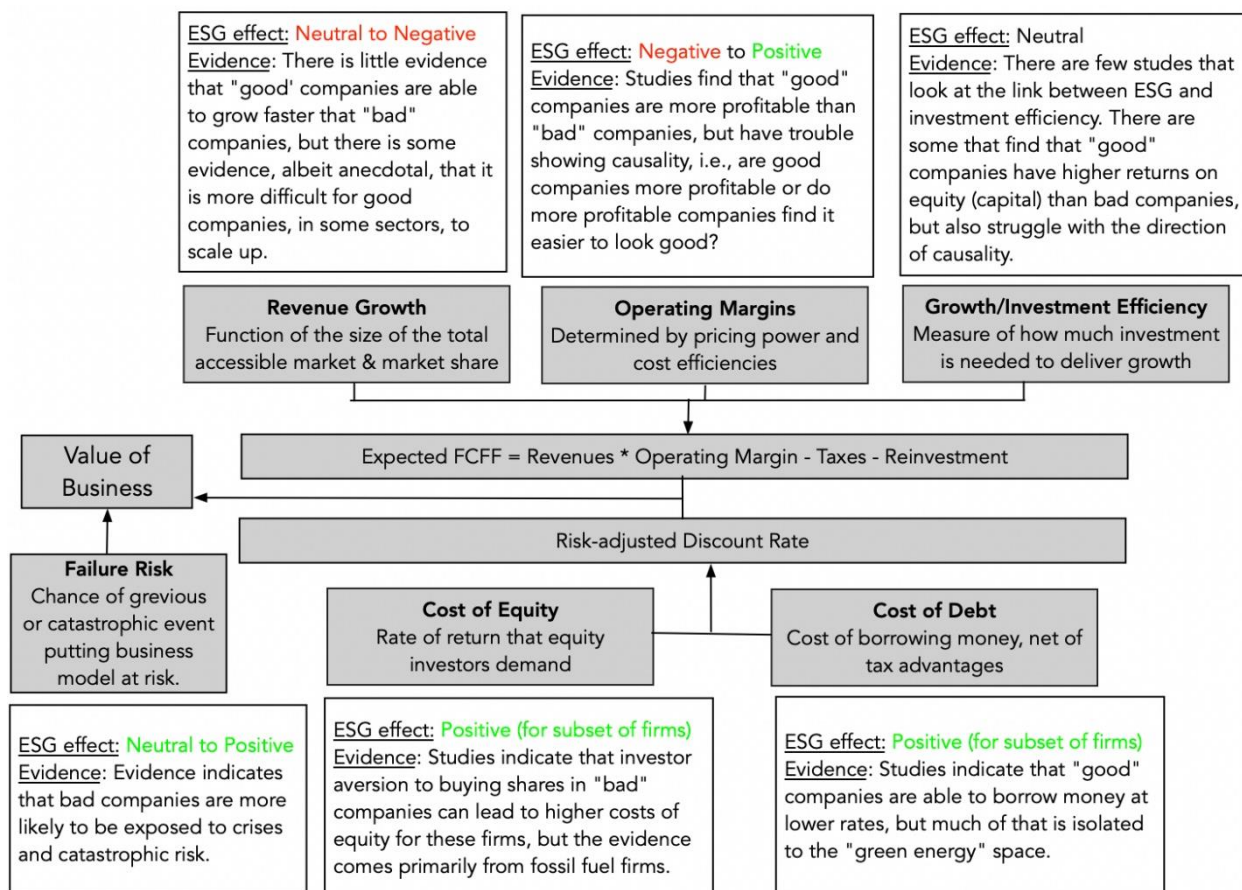 ESG effect: Neutral to Negative
Evidence: There is little evidence
that "good' companies are able
to grow faster that "bad"
companies, but there is some
evidence, albeit anecdotal, that it
is more difficult for good
companies, in some sectors, to
scale up.
ESG effect: Negative to Positive
Evidence: Studies find that "good"
companies are more profitable than
"bad" companies, but have trouble
showing causality, i.e., are good
companies more profitable or do
more profitable companies find it
easier to look good?
ESG effect: Neutral
Evidence: There are few studes that
look at the link between ESG and
investment efficiency. There are
some that find that "good"
companies have higher returns on
equity (capital) than bad companies,
but also struggle with the direction
of causality.
Revenue Growth
Function of the size of the total
accessible market & market share
Operating Margins
Determined by pricing power and
cost efficiencies
Growth/Investment Efficiency
Measure of how much investment
is needed to deliver growth
Value of
Business
Expected FCFF = Revenues * Operating Margin - Taxes - Reinvestment
Risk-adjusted Discount Rate
Failure Risk
Chance of grevious
or catastrophic event
putting business
model at risk.
Cost of Equity
Rate of return that equity
investors demand
Cost of Debt
Cost of borrowing money, net of
tax advantages
ESG effect: Neutral to Positive
Evidence: Evidence indicates
that bad companies are more
likely to be exposed to crises
and catastrophic risk.
ESG effect: Positive (for subset of firms)
Evidence: Studies indicate that investor
aversion to buying shares in "bad"
companies can lead to higher costs of
equity for these firms, but the evidence
comes primarily from fossil fuel firms.
ESG effect: Positive (for subset of firms)
Evidence: Studies indicate that "good"
companies are able to borrow money at
lower rates, but much of that is isolated
to the "green energy" space.